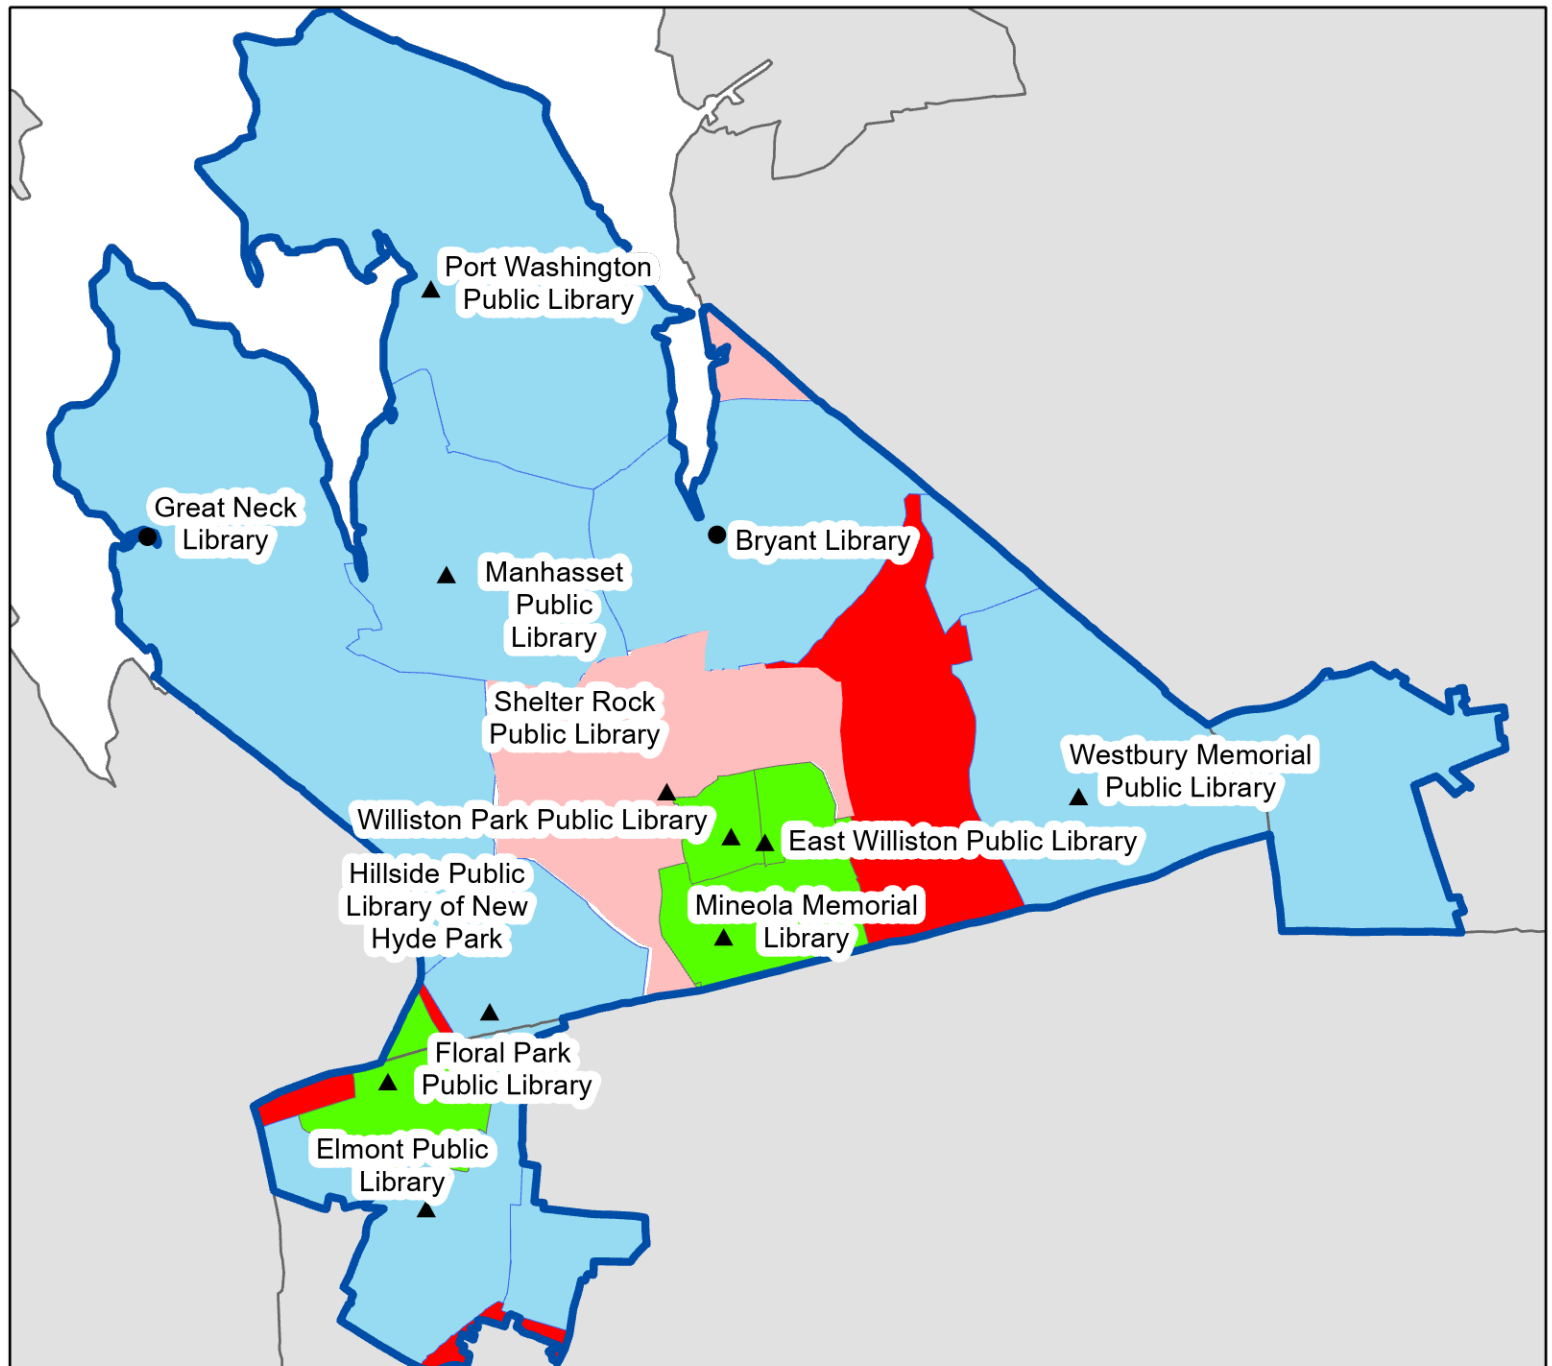 Port Washington
Public Library
Great Neck
Library
Bryant Library
Manhasset
Public
Library
Shelter Rock
Public Library
Westbury Memorial
Public Library
Williston Park Public Library
East Williston Public Library
Hillside Public
Library of New
Hyde Park
Mineola Memorial
Library
Floral Park
Public Library
Elmont Public
Library